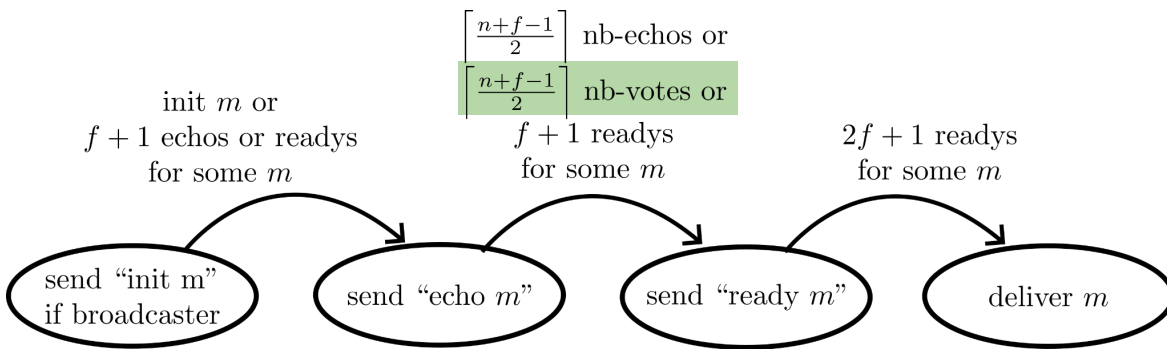 ⌈(n+f−1)/2⌉ nb-echos or
⌈(n+f−1)/2⌉ nb-votes or
f + 1 readys
for some m
init m or
f + 1 echos or readys
for some m
2f + 1 readys
for some m
send “init m”
if broadcaster
send “echo m”
send “ready m”
deliver m